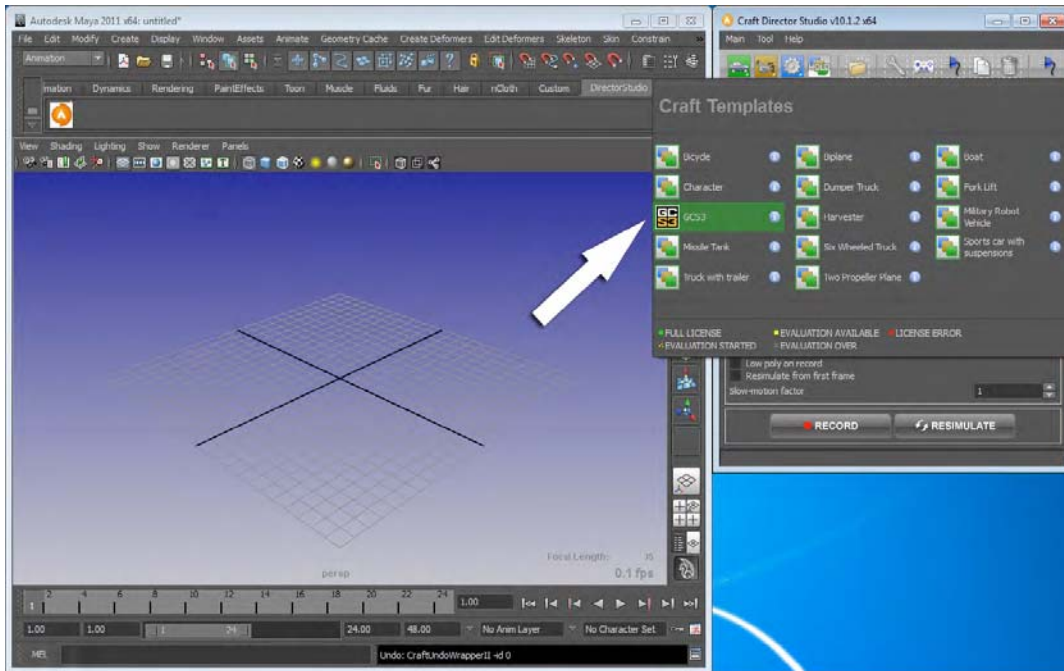 Autodesk Maya 2011 x64: untitled*
File Edit Modify Create Display Window Assets Animate Geometry Cache Create Deformers Edit Deformers Skeleton Skin Constrain
Animation
mation Dynamics Rendering PaintEffects Toon Muscle Fluids Fur Hair nCloth Custom DirectorStudio
View Shading Lighting Show Renderer Panels
Focal Length: 35
persp
0.1 fps
2 4 6 8 10 12 14 16 18 20 22 24
1
1.00
1.00 1.00 1 24 24.00 48.00 No Anim Layer No Character Set
MEL
Undo: CraftUndoWrapperII -id 0
Craft Director Studio v10.1.2 x64
Main Tool Help
Craft Templates
Bicycle Biplane Boat
Character Dumper Truck Fork Lift
GC S3 GCS3 Harvester Military Robot Vehicle
Missile Tank Six Wheeled Truck Sports car with suspensions
Truck with trailer Two Propeller Plane
FULL LICENSE EVALUATION AVAILABLE LICENSE ERROR
EVALUATION STARTED EVALUATION OVER
Low poly on record
Resimulate from first frame
Slow-motion factor 1
RECORD RESIMULATE